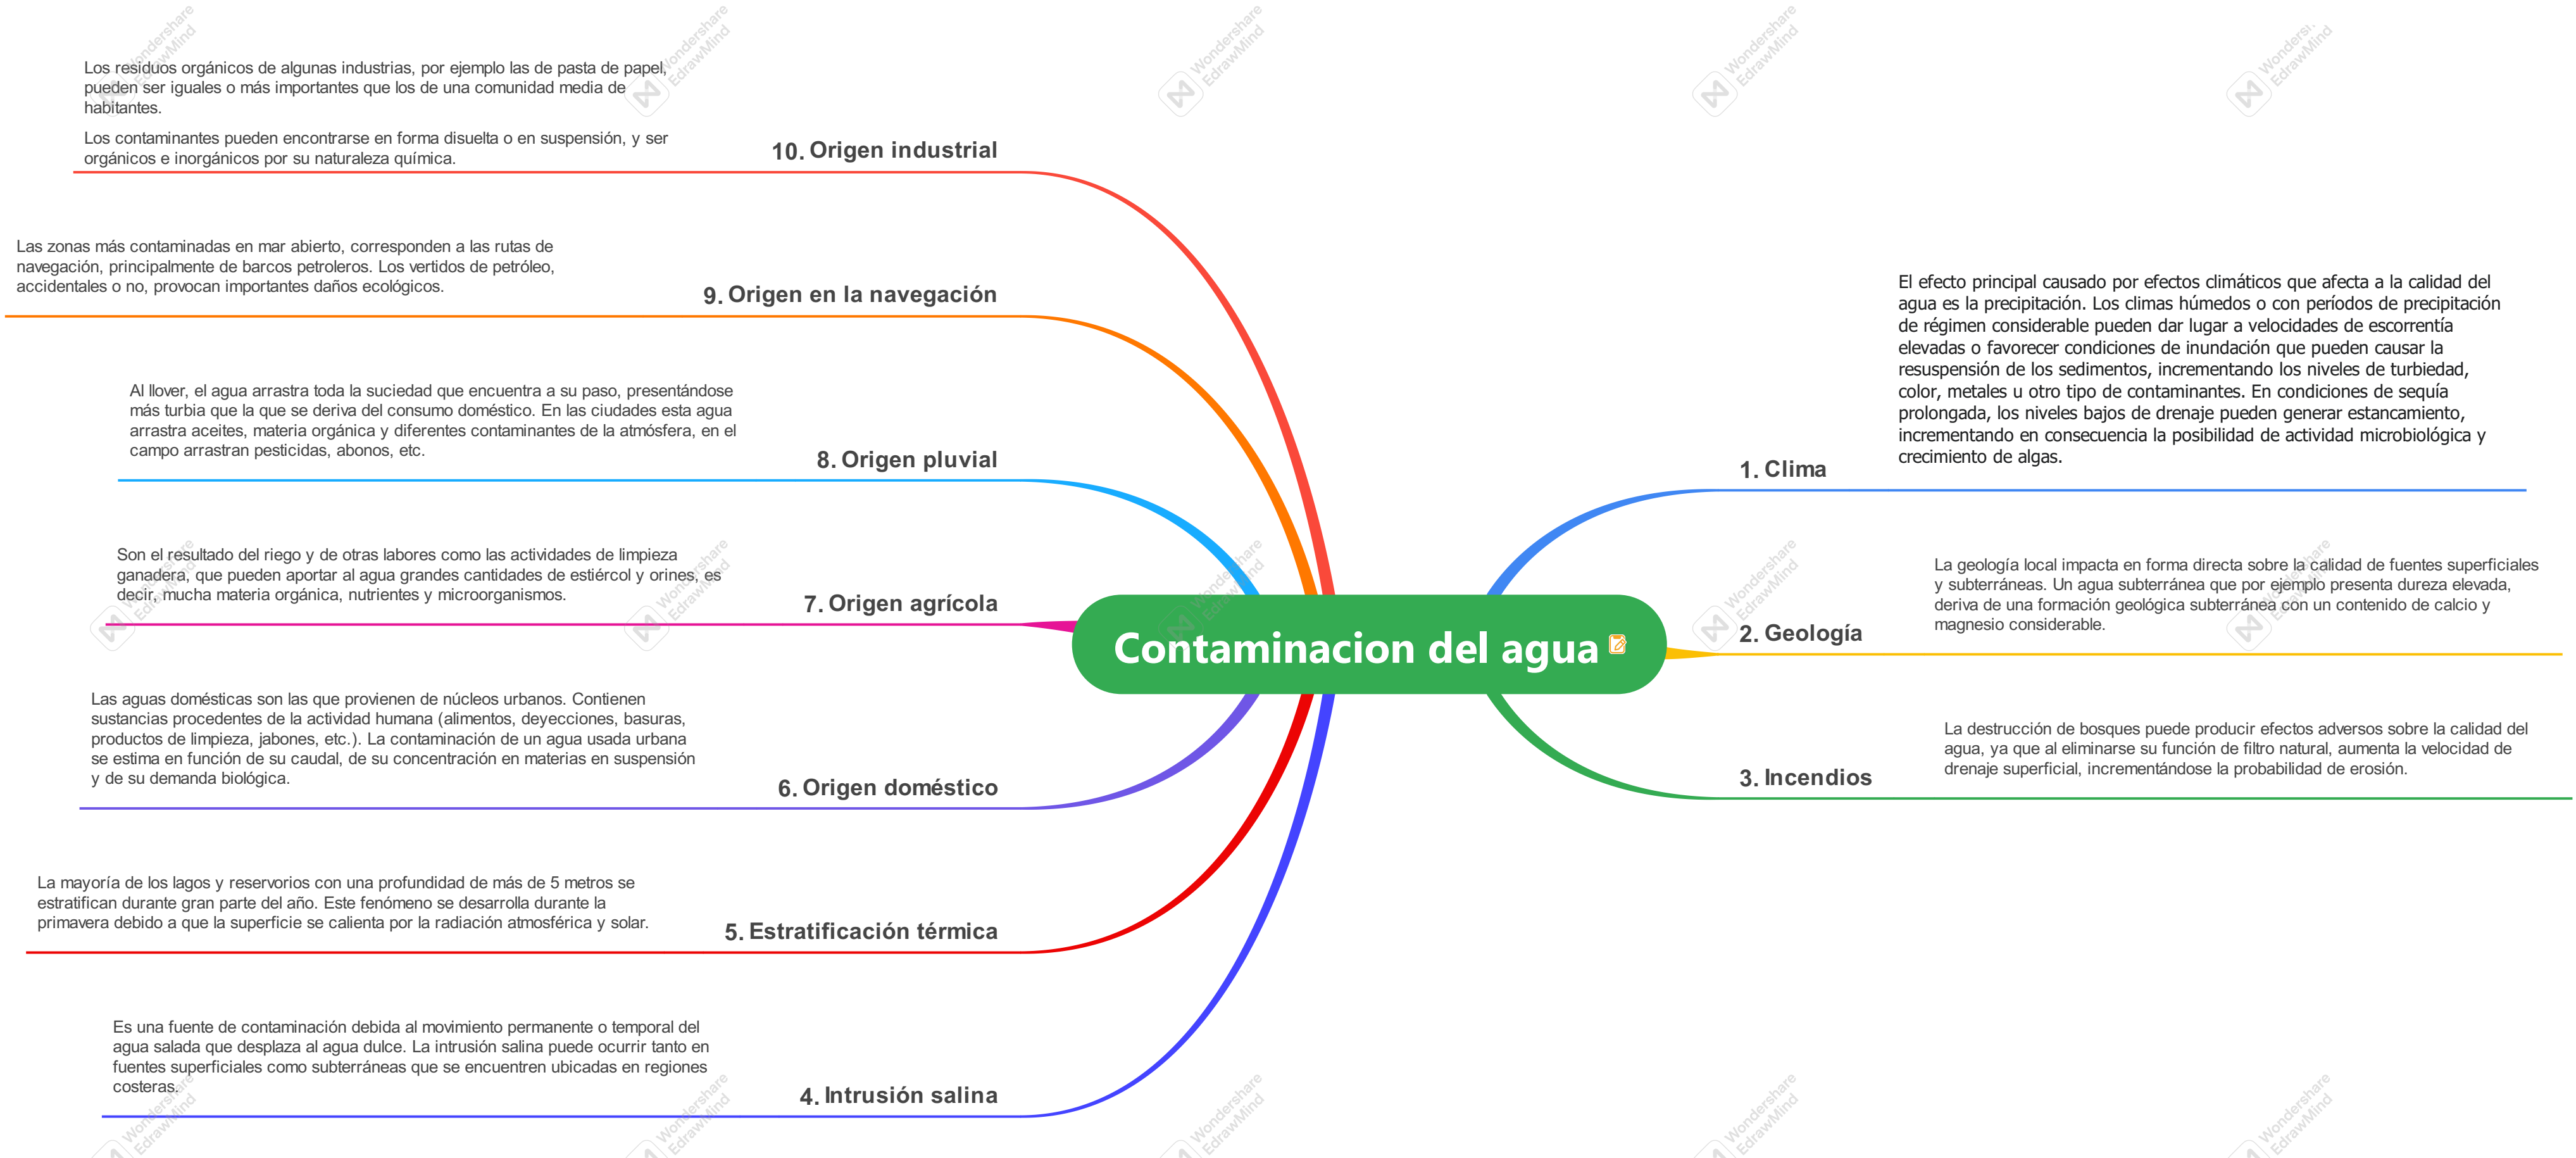 Contaminacion del agua
1. Clima
El efecto principal causado por efectos climáticos que afecta a la calidad del
agua es la precipitación. Los climas húmedos o con períodos de precipitación
de régimen considerable pueden dar lugar a velocidades de escorrentía
elevadas o favorecer condiciones de inundación que pueden causar la
resuspensión de los sedimentos, incrementando los niveles de turbiedad,
color, metales u otro tipo de contaminantes. En condiciones de sequía
prolongada, los niveles bajos de drenaje pueden generar estancamiento,
incrementando en consecuencia la posibilidad de actividad microbiológica y
crecimiento de algas.
2. Geología
La geología local impacta en forma directa sobre la calidad de fuentes superficiales
y subterráneas. Un agua subterránea que por ejemplo presenta dureza elevada,
deriva de una formación geológica subterránea con un contenido de calcio y
magnesio considerable.
3. Incendios
La destrucción de bosques puede producir efectos adversos sobre la calidad del
agua, ya que al eliminarse su función de filtro natural, aumenta la velocidad de
drenaje superficial, incrementándose la probabilidad de erosión.
4. Intrusión salina
Es una fuente de contaminación debida al movimiento permanente o temporal del
agua salada que desplaza al agua dulce. La intrusión salina puede ocurrir tanto en
fuentes superficiales como subterráneas que se encuentren ubicadas en regiones
costeras.
5. Estratificación térmica
La mayoría de los lagos y reservorios con una profundidad de más de 5 metros se
estratifican durante gran parte del año. Este fenómeno se desarrolla durante la
primavera debido a que la superficie se calienta por la radiación atmosférica y solar.
6. Origen doméstico
Las aguas domésticas son las que provienen de núcleos urbanos. Contienen
sustancias procedentes de la actividad humana (alimentos, deyecciones, basuras,
productos de limpieza, jabones, etc.). La contaminación de un agua usada urbana
se estima en función de su caudal, de su concentración en materias en suspensión
y de su demanda biológica.
7. Origen agrícola
Son el resultado del riego y de otras labores como las actividades de limpieza
ganadera, que pueden aportar al agua grandes cantidades de estiércol y orines, es
decir, mucha materia orgánica, nutrientes y microorganismos.
8. Origen pluvial
Al llover, el agua arrastra toda la suciedad que encuentra a su paso, presentándose
más turbia que la que se deriva del consumo doméstico. En las ciudades esta agua
arrastra aceites, materia orgánica y diferentes contaminantes de la atmósfera, en el
campo arrastran pesticidas, abonos, etc.
9. Origen en la navegación
Las zonas más contaminadas en mar abierto, corresponden a las rutas de
navegación, principalmente de barcos petroleros. Los vertidos de petróleo,
accidentales o no, provocan importantes daños ecológicos.
10. Origen industrial
Los residuos orgánicos de algunas industrias, por ejemplo las de pasta de papel,
pueden ser iguales o más importantes que los de una comunidad media de
habitantes.
Los contaminantes pueden encontrarse en forma disuelta o en suspensión, y ser
orgánicos e inorgánicos por su naturaleza química.
Wondershare
EdrawMind